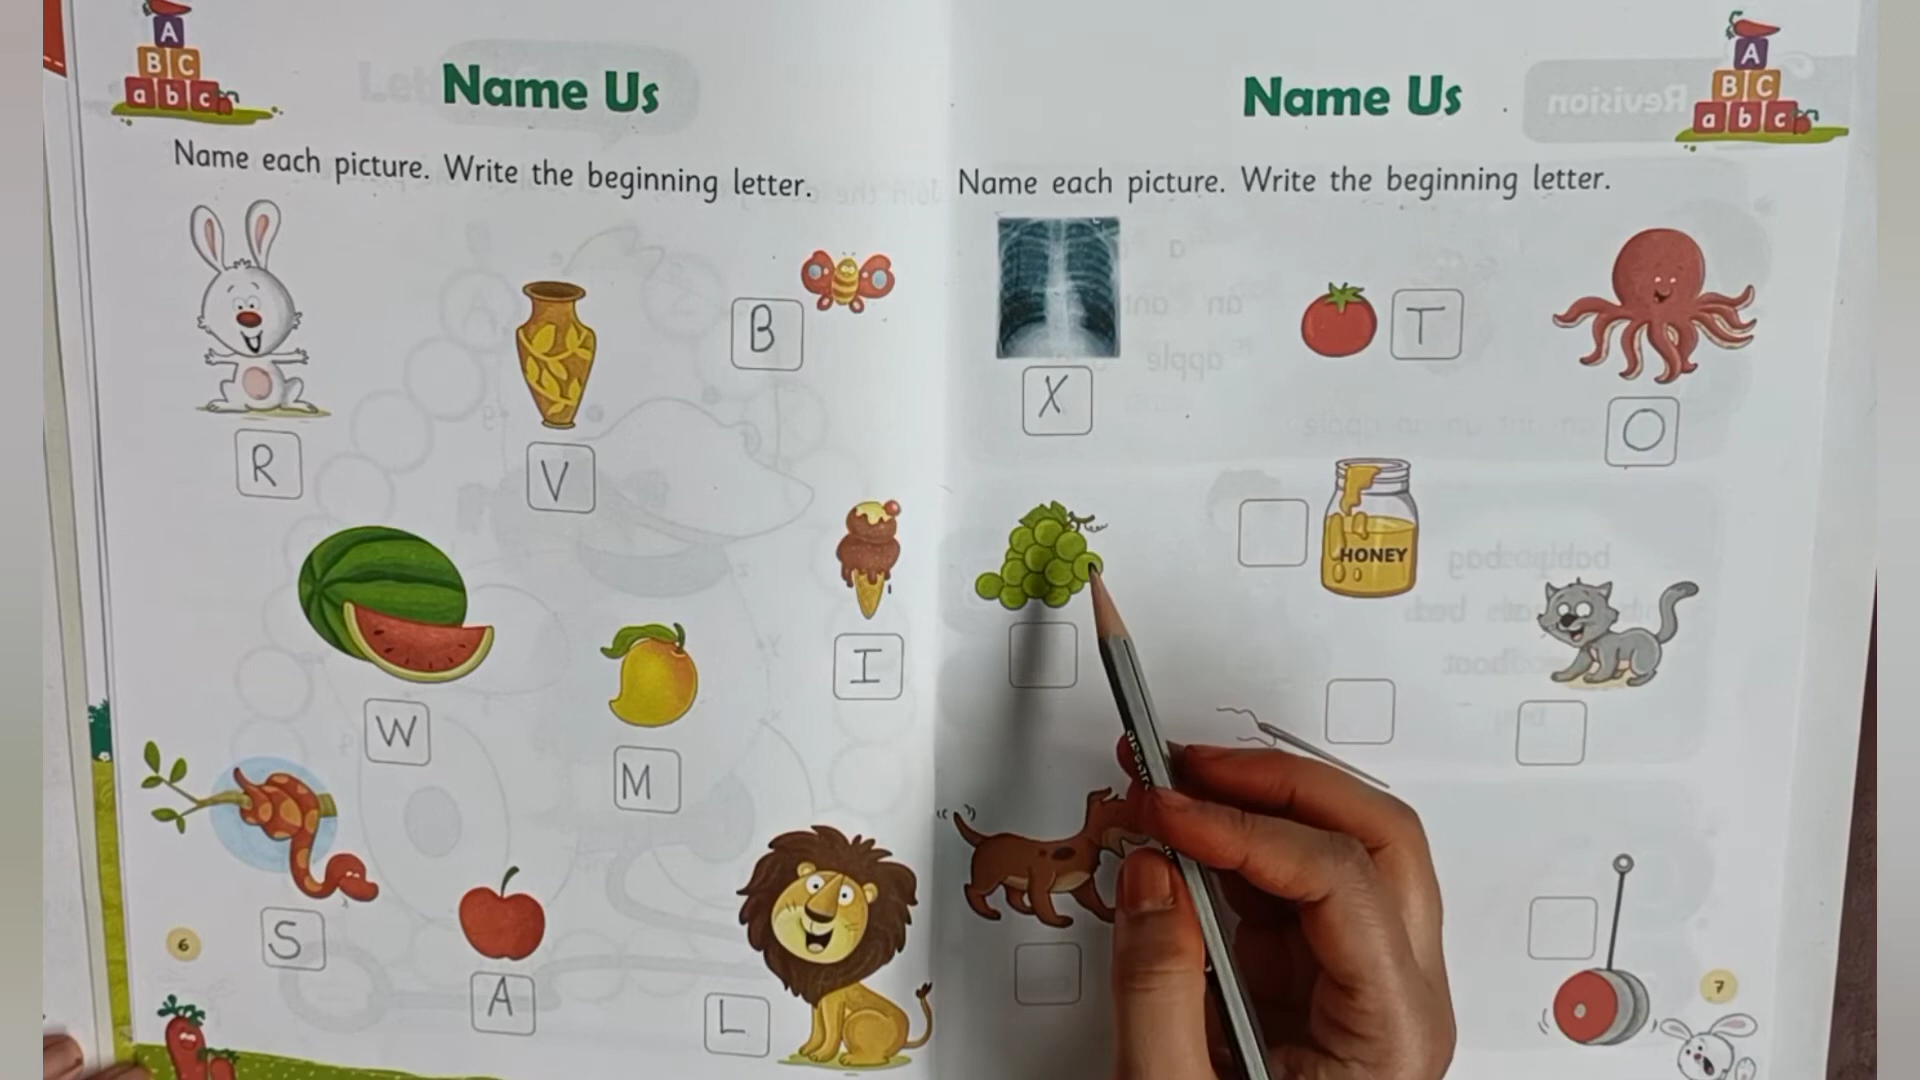 A
B C
a b c
Name Us
Name each picture. Write the beginning letter.
B
R
V
I
W
M
S
A
L
6
A
B C
a b c
Revision
Name Us
Name each picture. Write the beginning letter.
T
X
O
HONEY
7